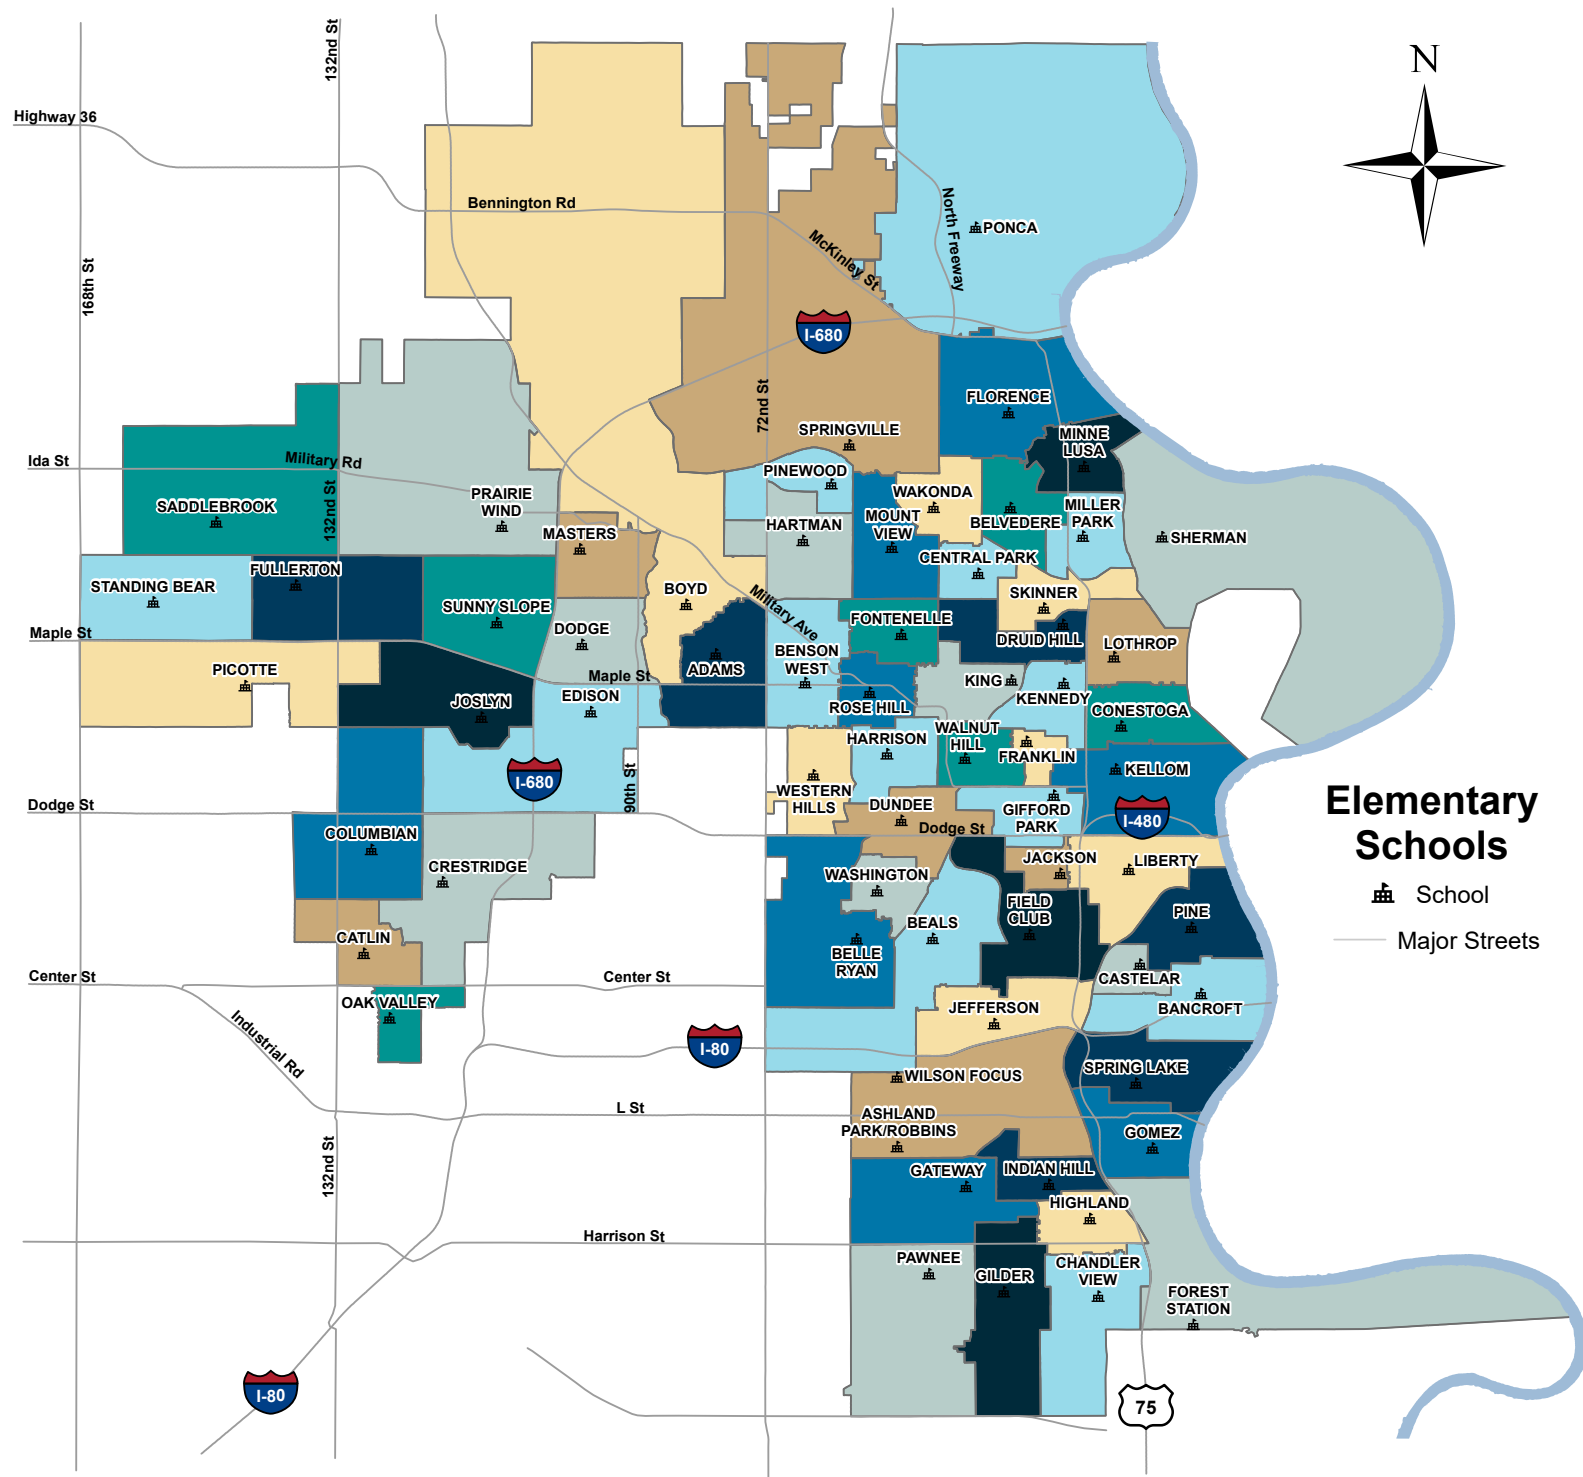 132nd St
N
Highway 36
Bennington Rd
North Freeway
PONCA
McKinley St
168th St
I-680
72nd St
FLORENCE
SPRINGVILLE
MINNE
LUSA
Ida St
Military Rd
PINEWOOD
SADDLEBROOK
132nd St
PRAIRIE
WIND
WAKONDA
MILLER
PARK
HARTMAN
MOUNT
VIEW
BELVEDERE
MASTERS
SHERMAN
CENTRAL PARK
FULLERTON
STANDING BEAR
BOYD
SKINNER
SUNNY SLOPE
Military Ave
FONTENELLE
DODGE
Maple St
DRUID HILL
LOTHROP
BENSON
WEST
PICOTTE
ADAMS
Maple St
KING
EDISON
KENNEDY
JOSLYN
ROSE HILL
CONESTOGA
HARRISON
WALNUT
HILL
FRANKLIN
I-680
90th St
KELLOM
WESTERN
HILLS
Elementary
Schools
Dodge St
DUNDEE
GIFFORD
PARK
I-480
Dodge St
COLUMBIAN
JACKSON
LIBERTY
CRESTRIDGE
WASHINGTON
School
FIELD
CLUB
PINE
BEALS
CATLIN
Major Streets
BELLE
RYAN
Center St
Center St
CASTELAR
OAK VALLEY
JEFFERSON
BANCROFT
Industrial Rd
I-80
SPRING LAKE
WILSON FOCUS
L St
ASHLAND
PARK/ROBBINS
GOMEZ
132nd St
GATEWAY
INDIAN HILL
HIGHLAND
Harrison St
PAWNEE
GILDER
CHANDLER
VIEW
FOREST
STATION
I-80
75